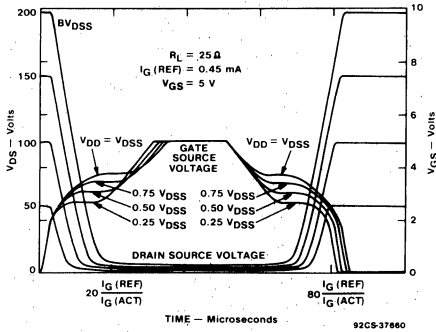 200
BVDSS
10
RL = 25Ω
IG (REF) = 0.45 mA
VGS = 5 V
150
8
VDS — Volts
VGS — Volts
100
VDD = VDSS
GATE
SOURCE
VOLTAGE
VDD = VDSS
6
4
0.75 VDSS
0.75 VDSS
50
0.50 VDSS
0.50 VDSS
0.25 VDSS
0.25 VDSS
2
DRAIN SOURCE VOLTAGE
0
0
20 IG (REF)
IG (ACT)
80 IG (REF)
IG (ACT)
TIME — Microseconds
92CS-37660